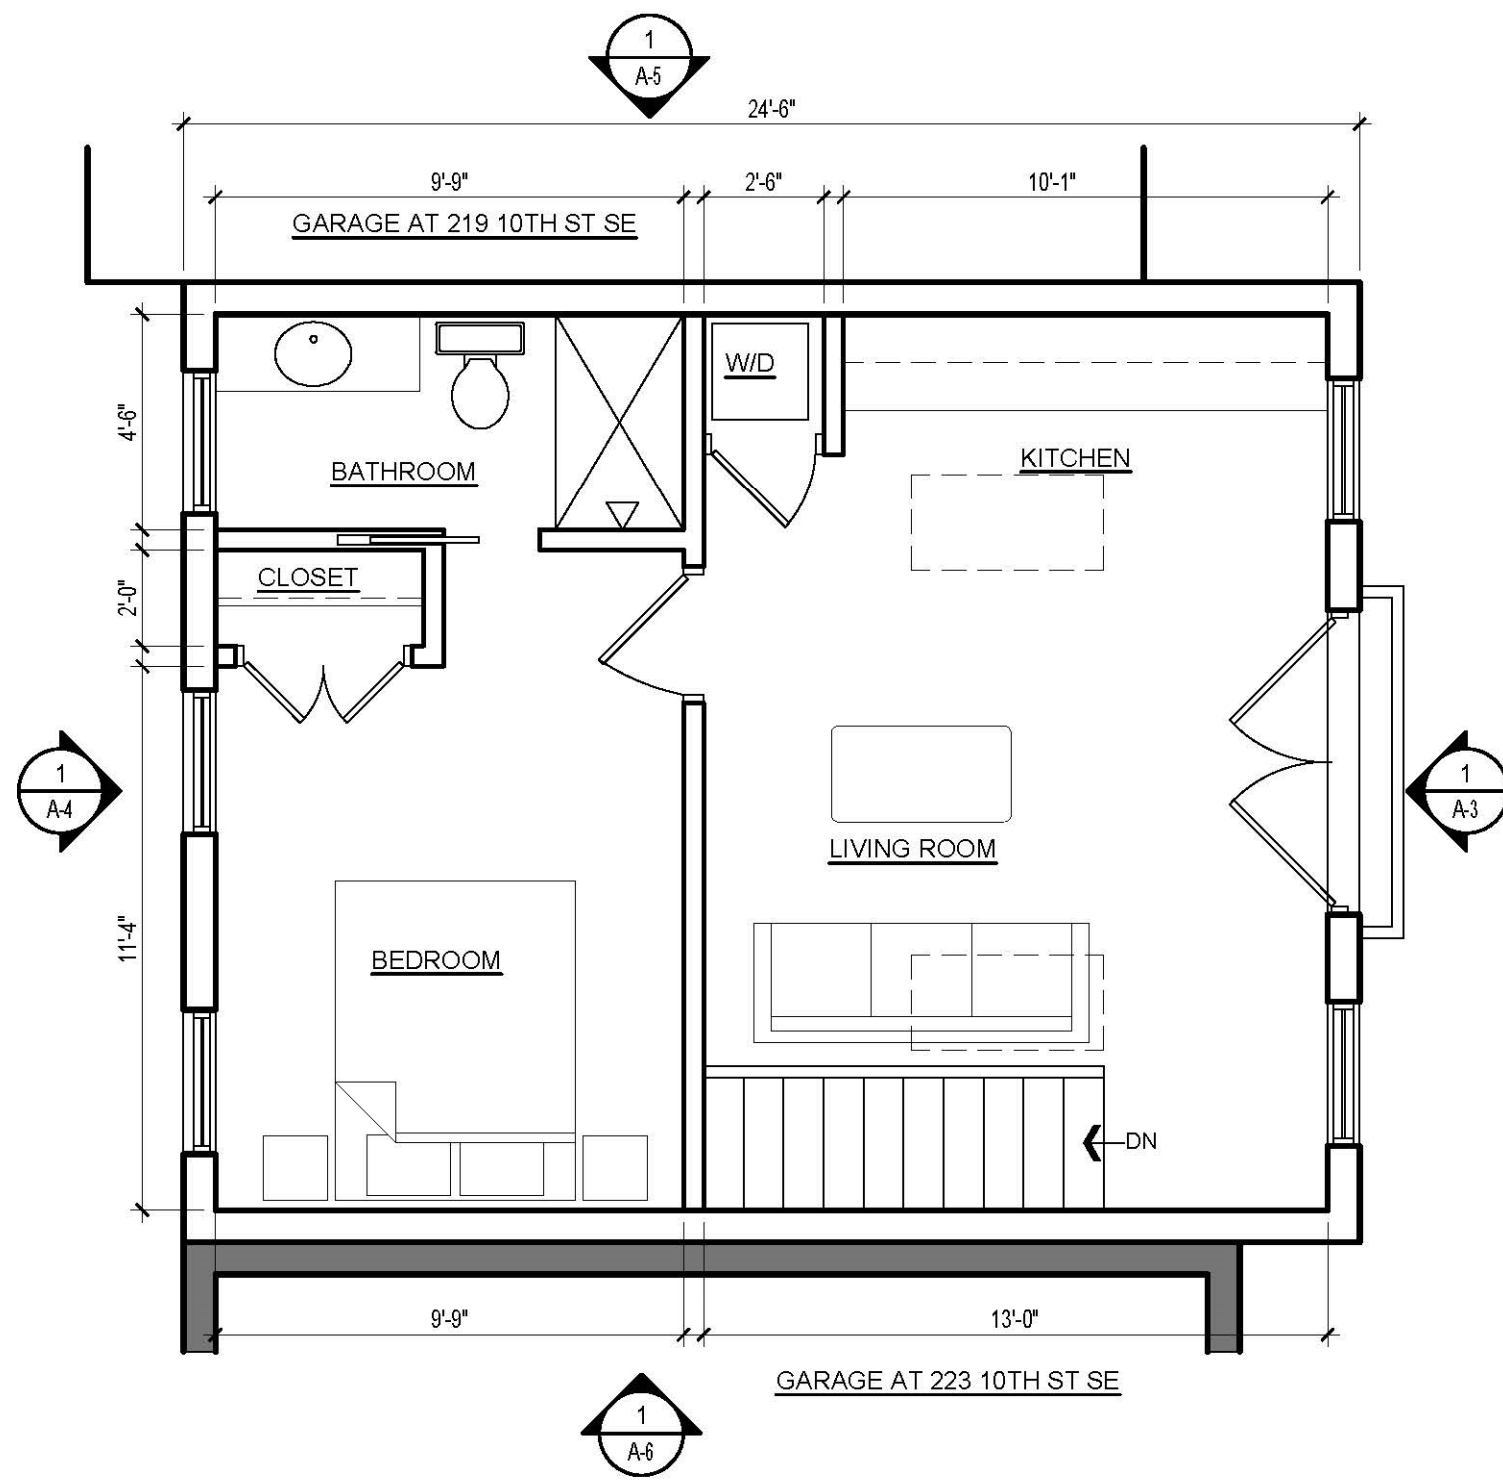 1
A-5
24'-6"
9'-9"
2'-6"
10'-1"
GARAGE AT 219 10TH ST SE
W/D
4'-6"
BATHROOM
KITCHEN
CLOSET
2'-0"
1
A-4
1
A-3
LIVING ROOM
11'-4"
BEDROOM
DN
9'-9"
13'-0"
GARAGE AT 223 10TH ST SE
1
A-6